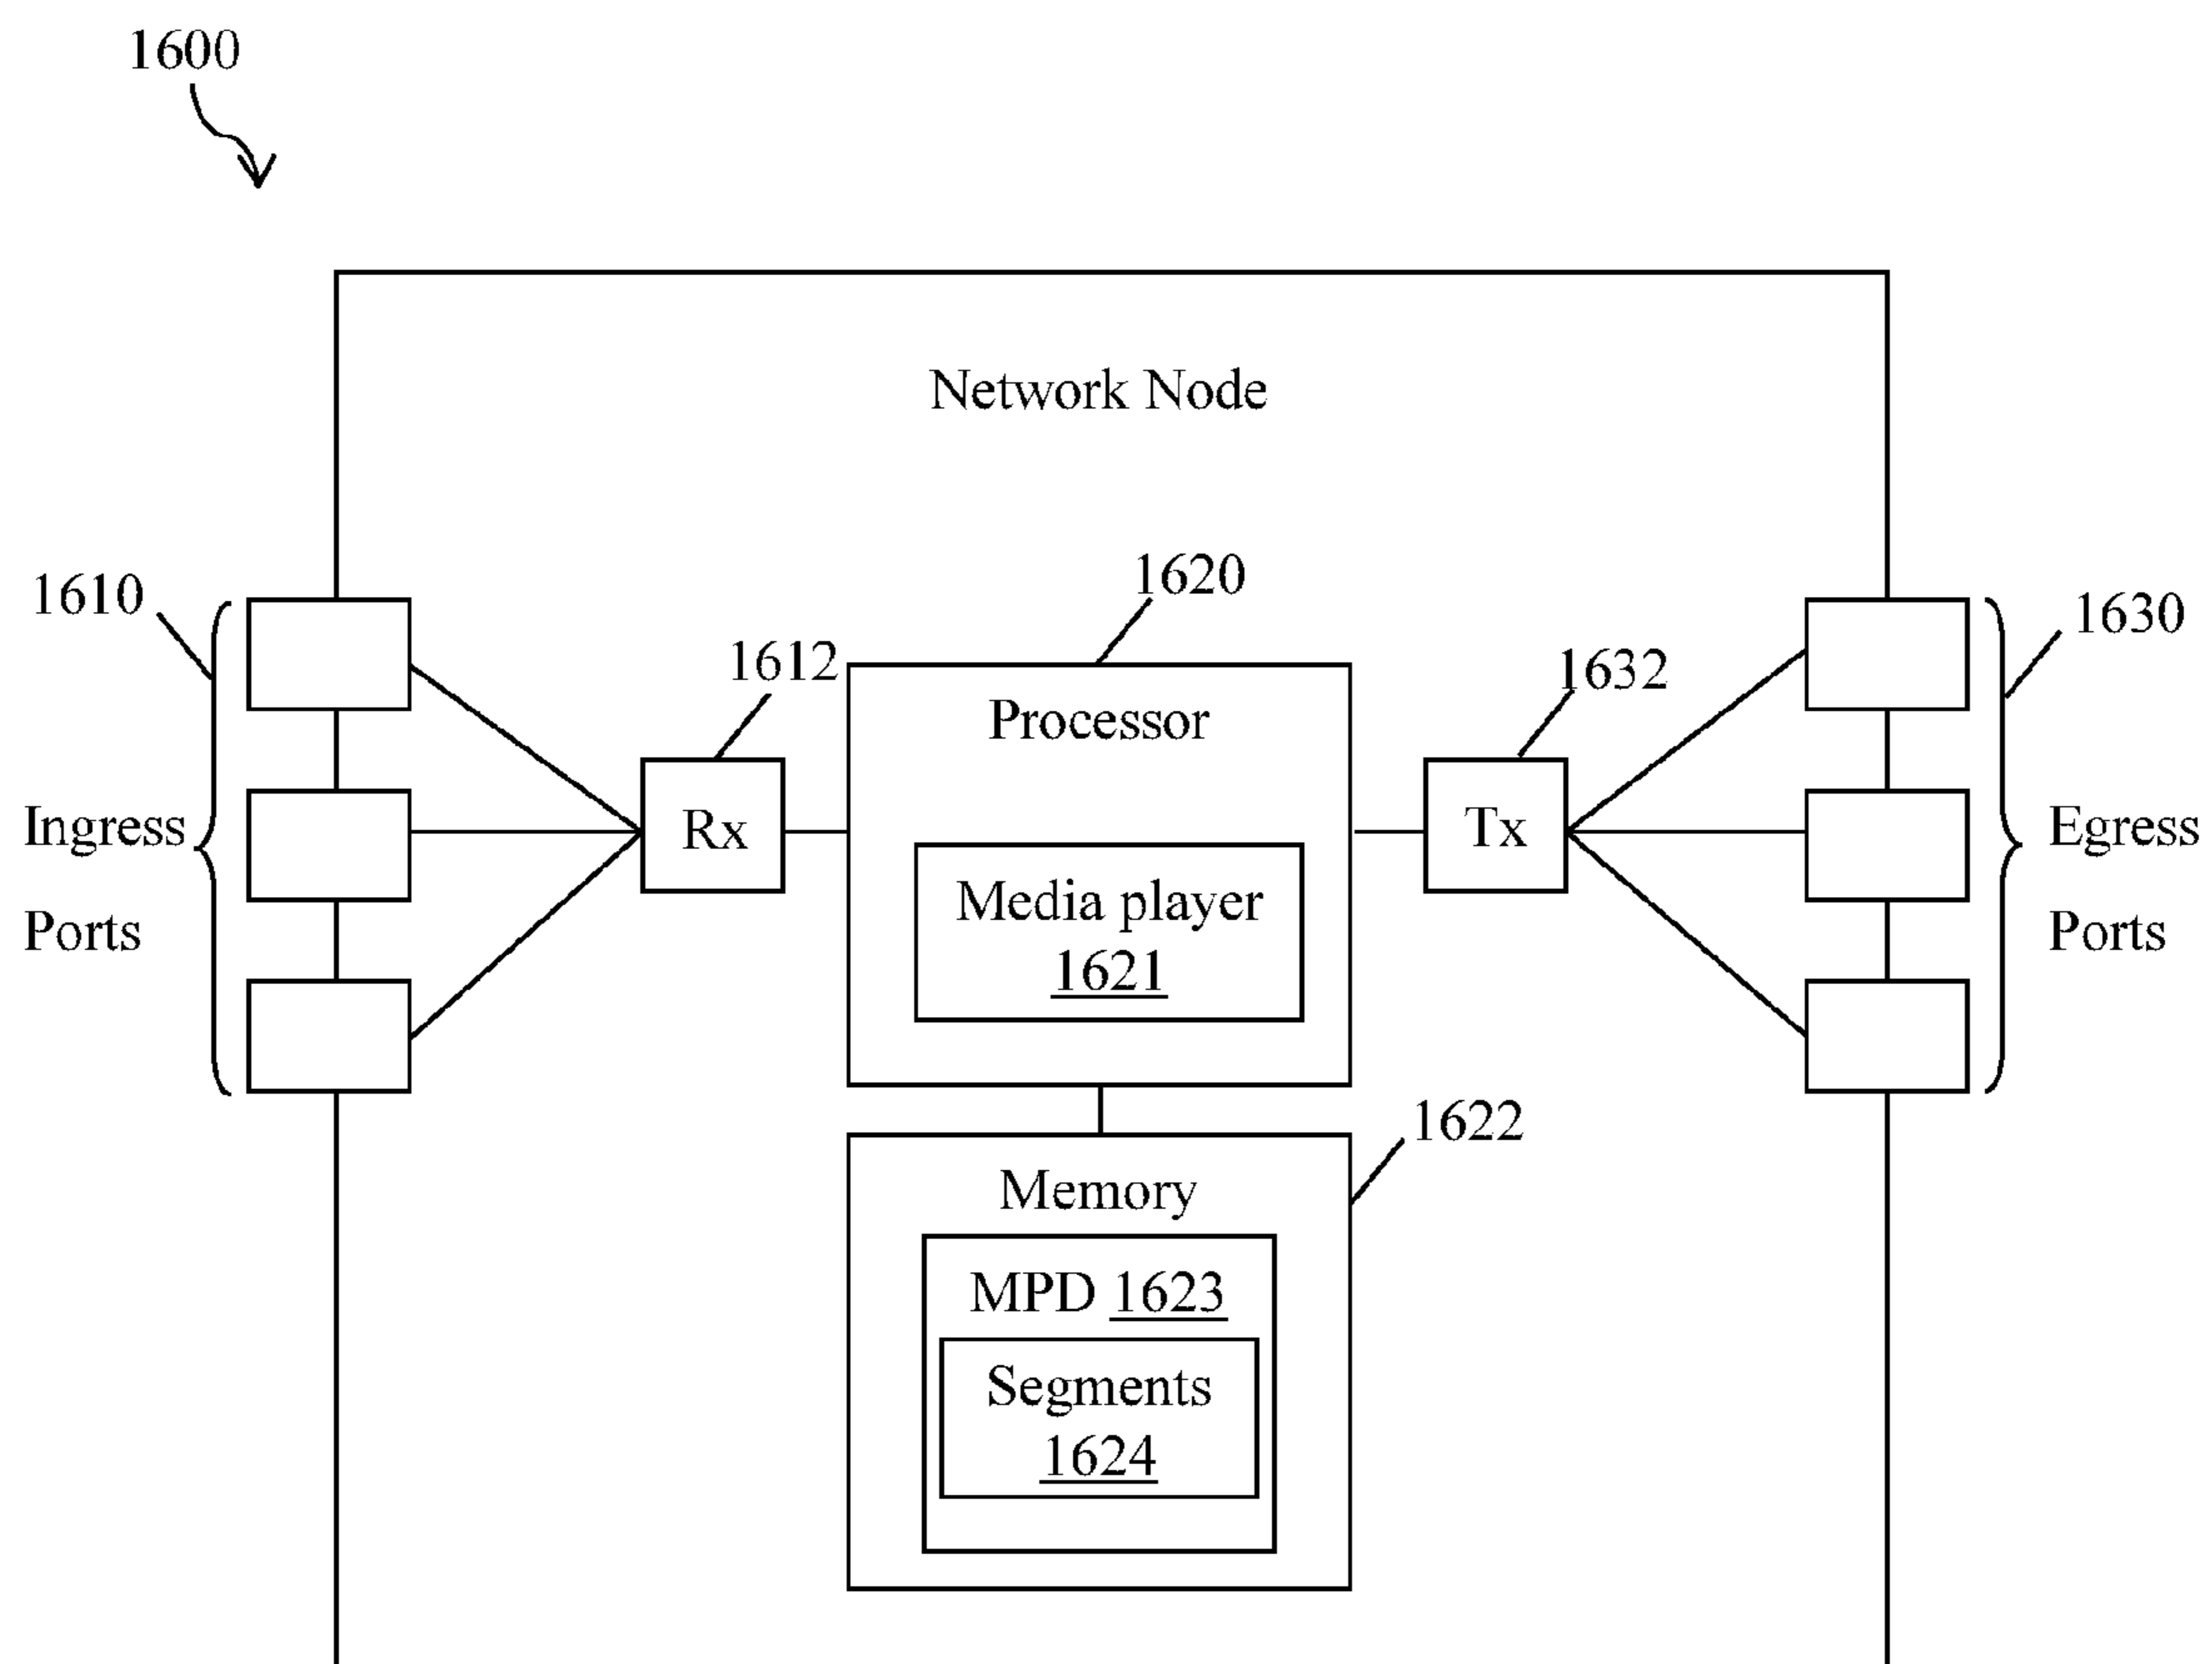 1600
Network Node
1610
1620
1630
1612
1632
Processor
Ingress
Ports
Rx
Tx
Egress
Ports
Media player
1621
1622
Memory
MPD 1623
Segments
1624